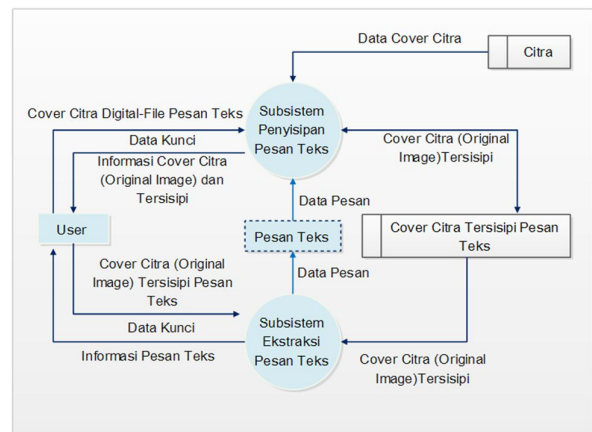 Data Cover Citra
Citra
Subsistem
Penyisipan
Pesan Teks
Cover Citra Digital-File Pesan Teks
Data Kunci
Informasi Cover Citra
(Original Image) dan
Tersisipi
Cover Citra (Original
Image)Tersisipi
Data Pesan
User
Pesan Teks
Cover Citra Tersisipi Pesan
Teks
Cover Citra (Original
Image) Tersisipi Pesan
Teks
Data Pesan
Data Kunci
Informasi Pesan Teks
Subsistem
Ekstraksi
Pesan Teks
Cover Citra (Original
Image)Tersisipi